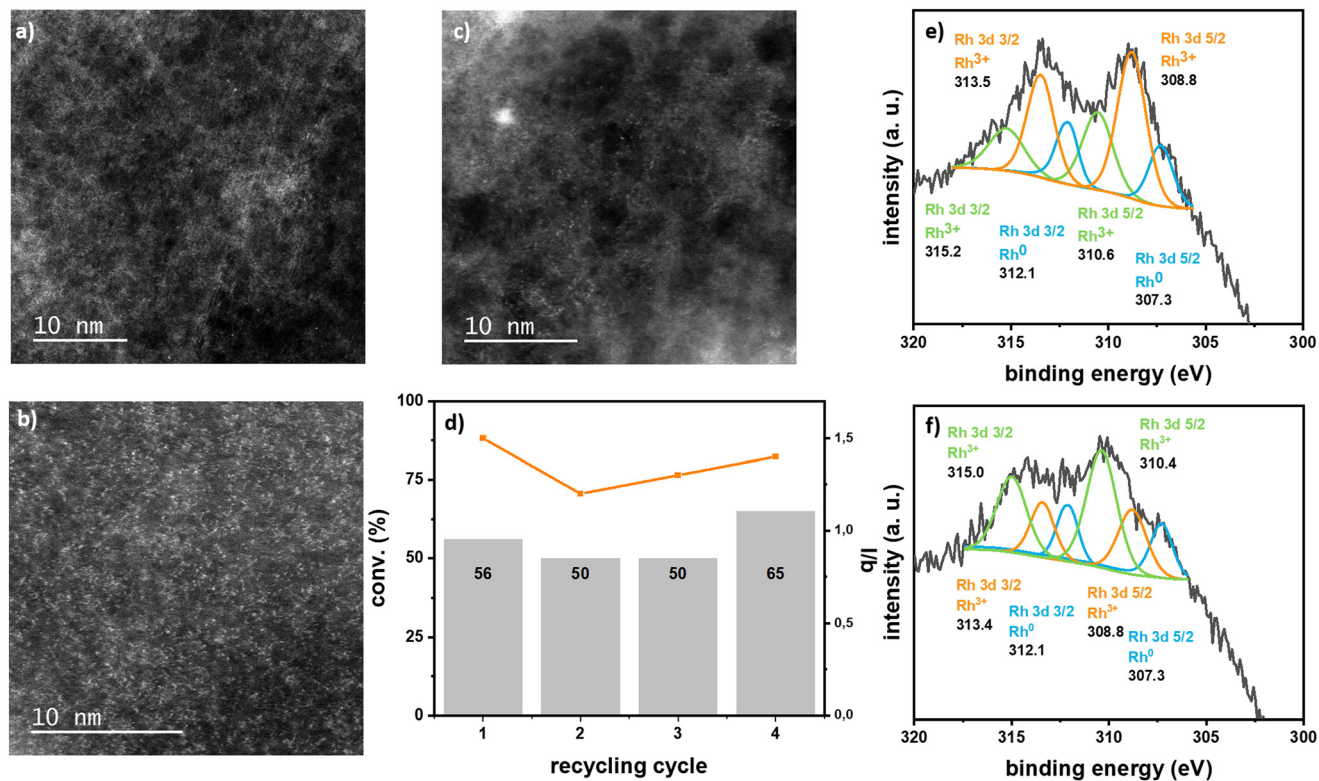 a)
10 nm
b)
10 nm
c)
10 nm
d)
conv. (%)
100
75
50
25
0
56
50
50
65
1
2
3
4
recycling cycle
1,5
1,0
0,5
0,0
q/l
e)
Rh 3d 3/2
Rh3+
313.5
Rh 3d 5/2
Rh3+
308.8
Rh 3d 3/2
Rh3+
315.2
Rh 3d 3/2
Rh0
312.1
Rh 3d 5/2
Rh3+
310.6
Rh 3d 5/2
Rh0
307.3
intensity (a. u.)
320
315
310
305
300
binding energy (eV)
f)
Rh 3d 3/2
Rh3+
315.0
Rh 3d 5/2
Rh3+
310.4
Rh 3d 3/2
Rh3+
313.4
Rh 3d 3/2
Rh0
312.1
Rh 3d 5/2
Rh3+
308.8
Rh 3d 5/2
Rh0
307.3
intensity (a. u.)
320
315
310
305
300
binding energy (eV)